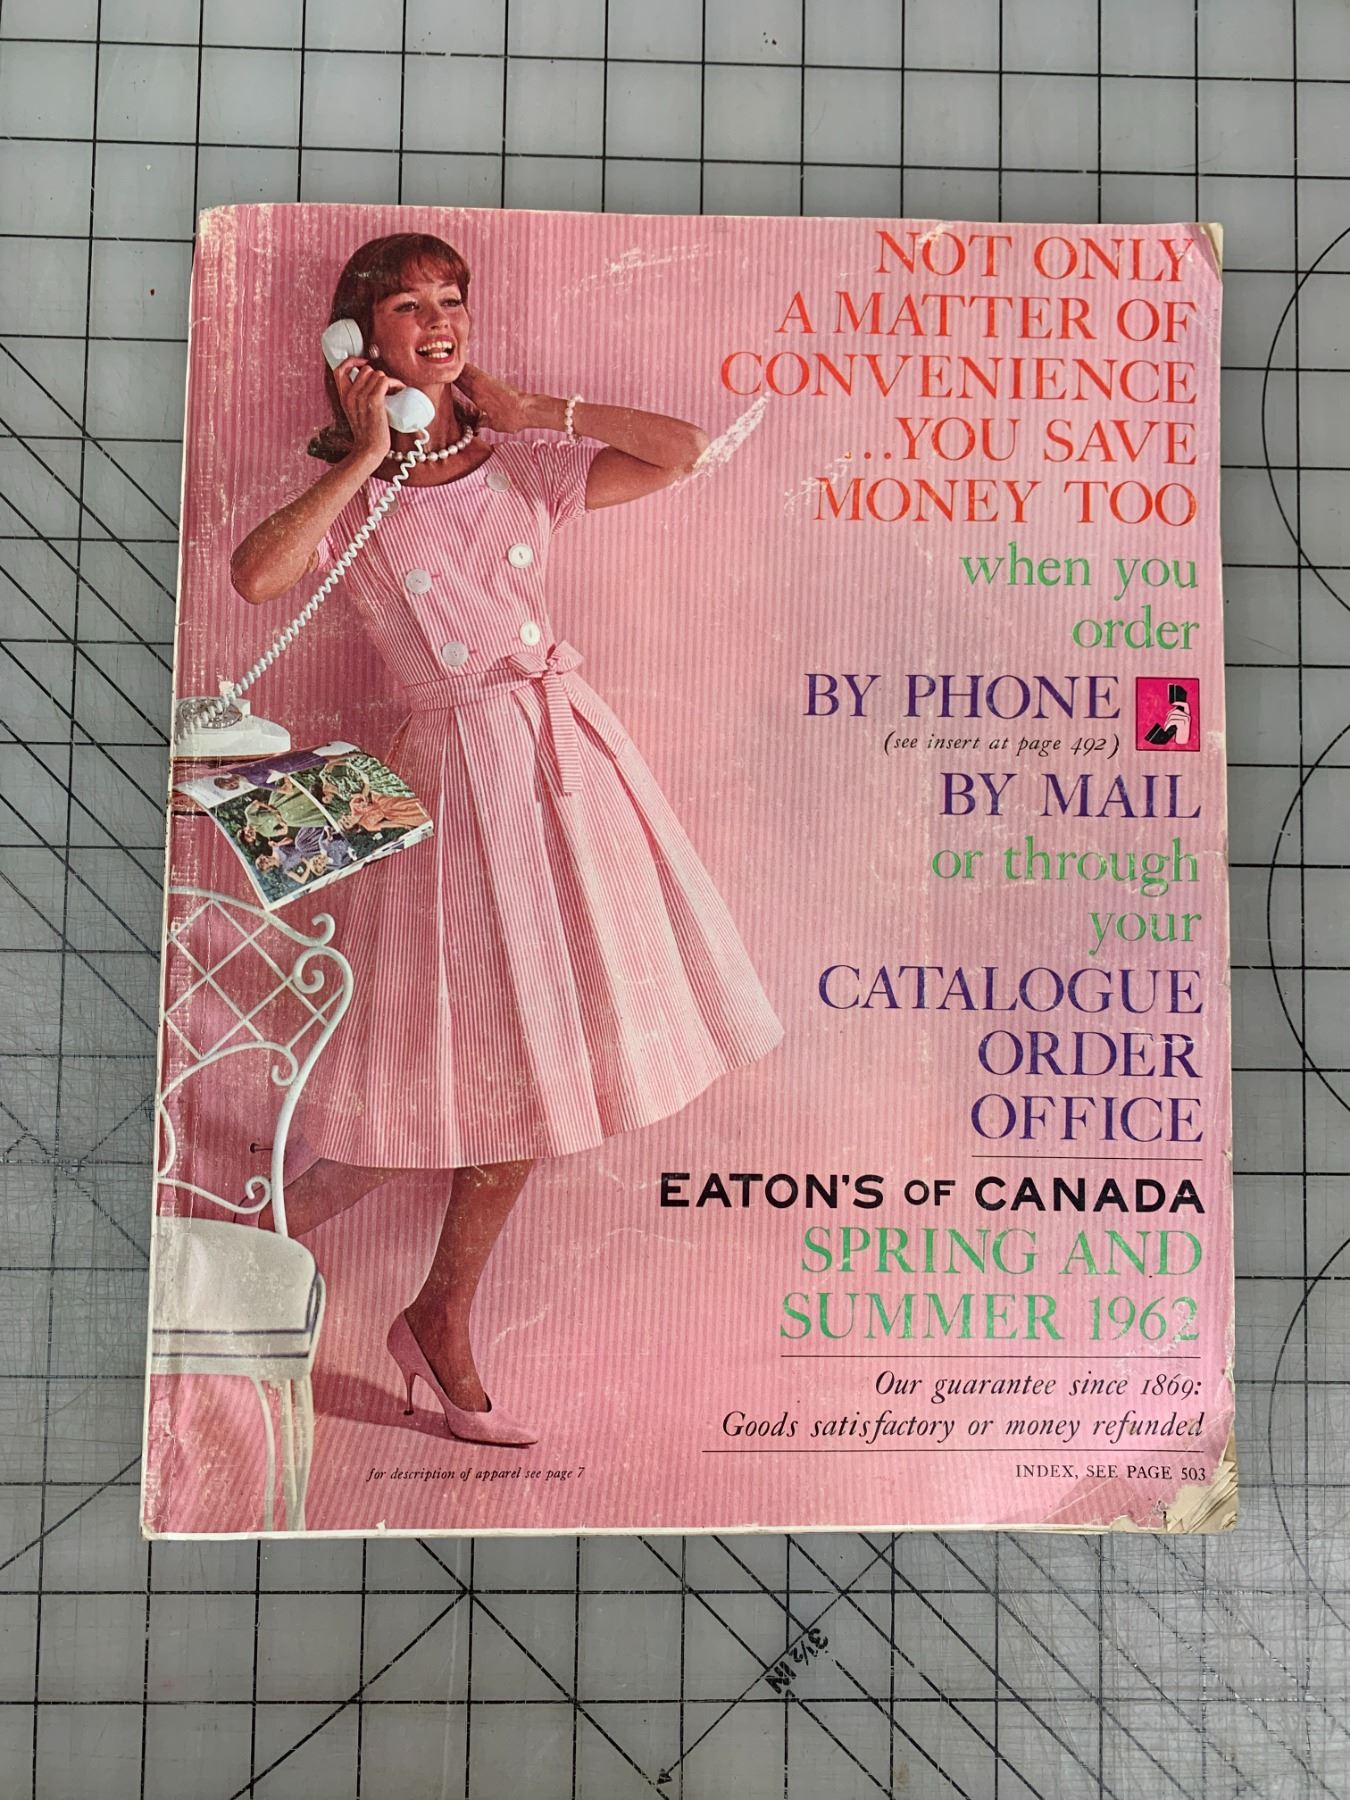 NOT ONLY
A MATTER OF
CONVENIENCE
...YOU SAVE
MONEY TOO
when you
order
BY PHONE
(see insert at page 492)
BY MAIL
or through
your
CATALOGUE
ORDER
OFFICE
EATON'S OF CANADA
SPRING AND
SUMMER 1962
Our guarantee since 1869:
Goods satisfactory or money refunded
for description of apparel see page 7
INDEX, SEE PAGE 503
3½ IN